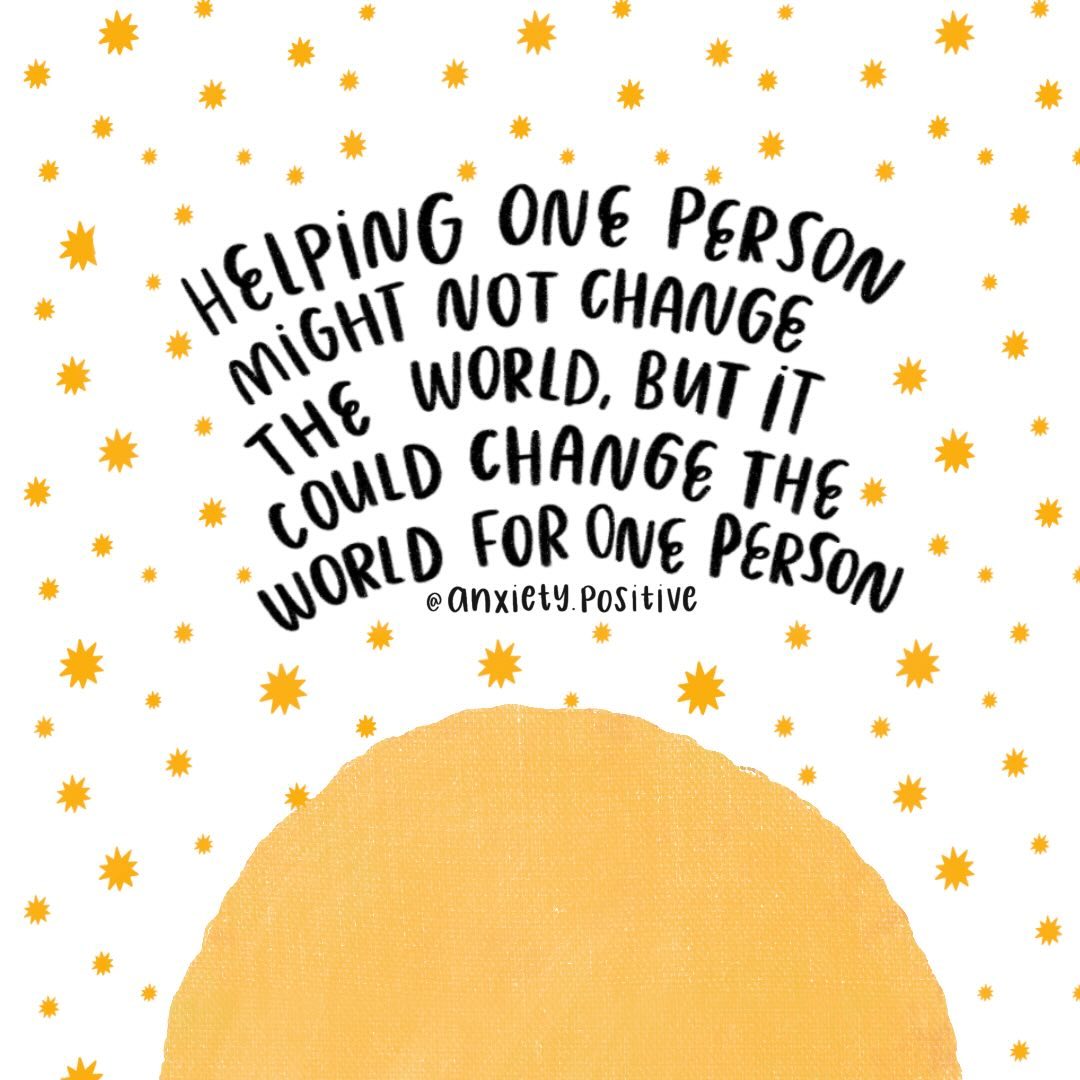 HELPING ONE PERSON
MIGHT NOT CHANGE
THE WORLD, BUT IT
COULD CHANGE THE
WORLD FOR ONE PERSON
@anxiety.positive